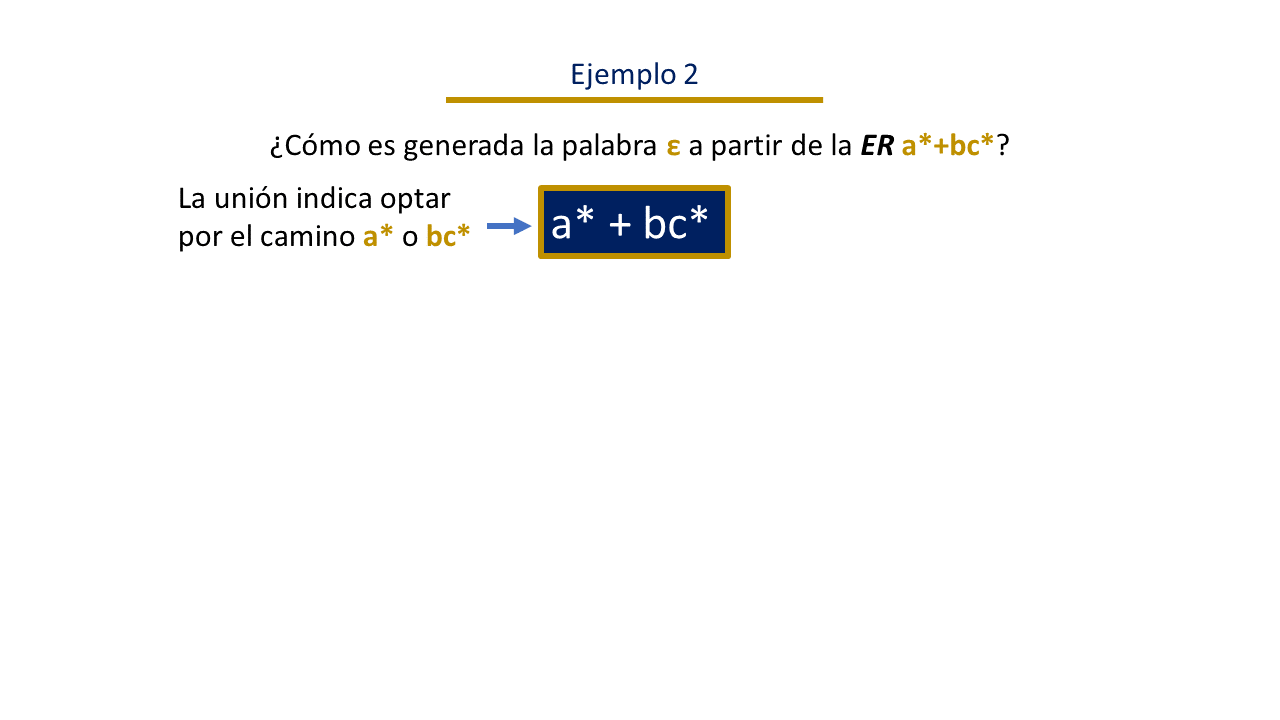 Ejemplo 2
¿Cómo es generada la palabra ε a partir de la ER a*+bc*?
La unión indica optar
por el camino a* o bc*
a* + bc*